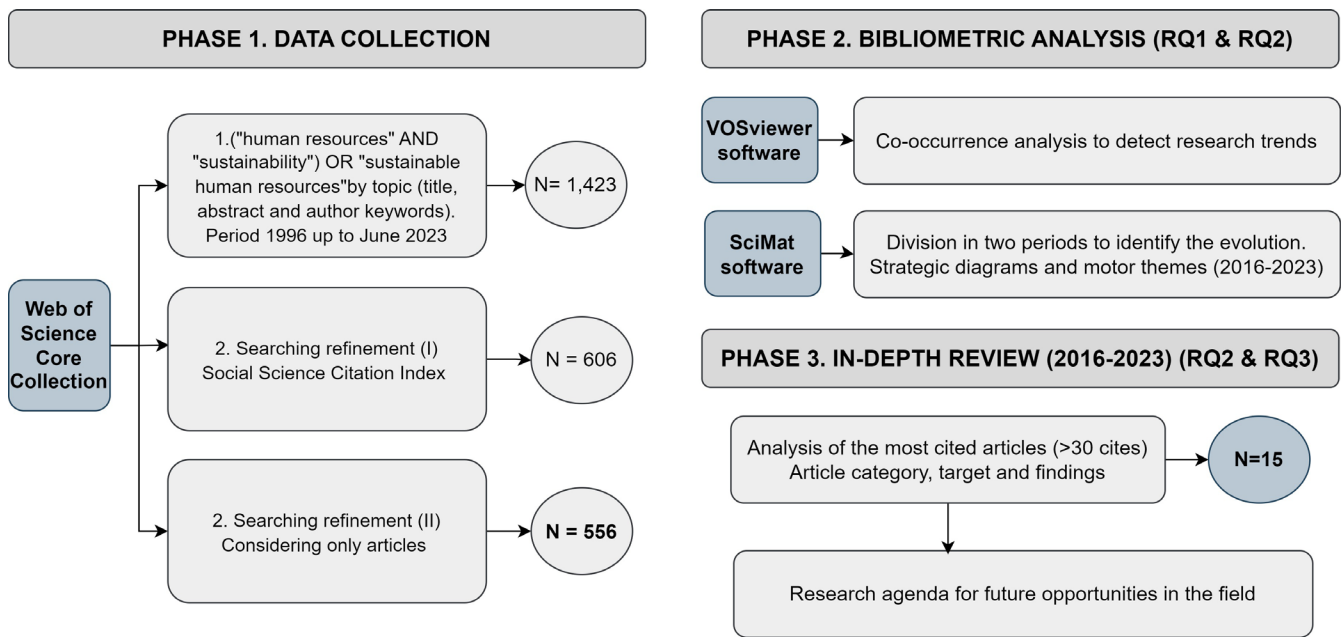 PHASE 1. DATA COLLECTION
Web of
Science
Core
Collection
1.("human resources" AND
"sustainability") OR "sustainable
human resources"by topic (title,
abstract and author keywords).
Period 1996 up to June 2023
N= 1,423
2. Searching refinement (I)
Social Science Citation Index
N = 606
2. Searching refinement (II)
Considering only articles
N = 556
PHASE 2. BIBLIOMETRIC ANALYSIS (RQ1 & RQ2)
VOSviewer
software
Co-occurrence analysis to detect research trends
SciMat
software
Division in two periods to identify the evolution.
Strategic diagrams and motor themes (2016-2023)
PHASE 3. IN-DEPTH REVIEW (2016-2023) (RQ2 & RQ3)
Analysis of the most cited articles (>30 cites)
Article category, target and findings
N=15
Research agenda for future opportunities in the field